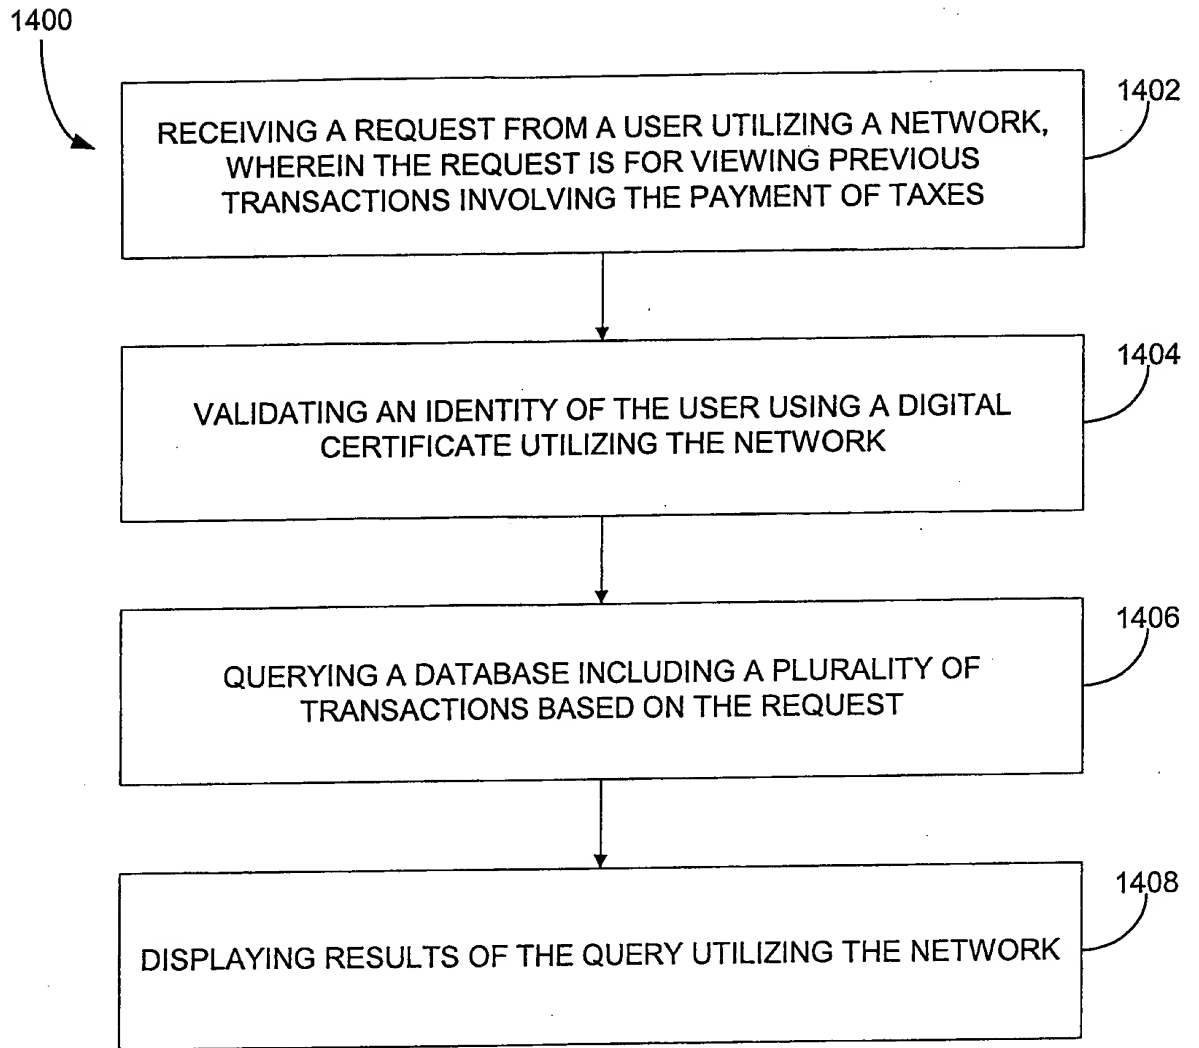 1400
1402
RECEIVING A REQUEST FROM A USER UTILIZING A NETWORK,
WHEREIN THE REQUEST IS FOR VIEWING PREVIOUS
TRANSACTIONS INVOLVING THE PAYMENT OF TAXES
1404
VALIDATING AN IDENTITY OF THE USER USING A DIGITAL
CERTIFICATE UTILIZING THE NETWORK
1406
QUERYING A DATABASE INCLUDING A PLURALITY OF
TRANSACTIONS BASED ON THE REQUEST
1408
DISPLAYING RESULTS OF THE QUERY UTILIZING THE NETWORK